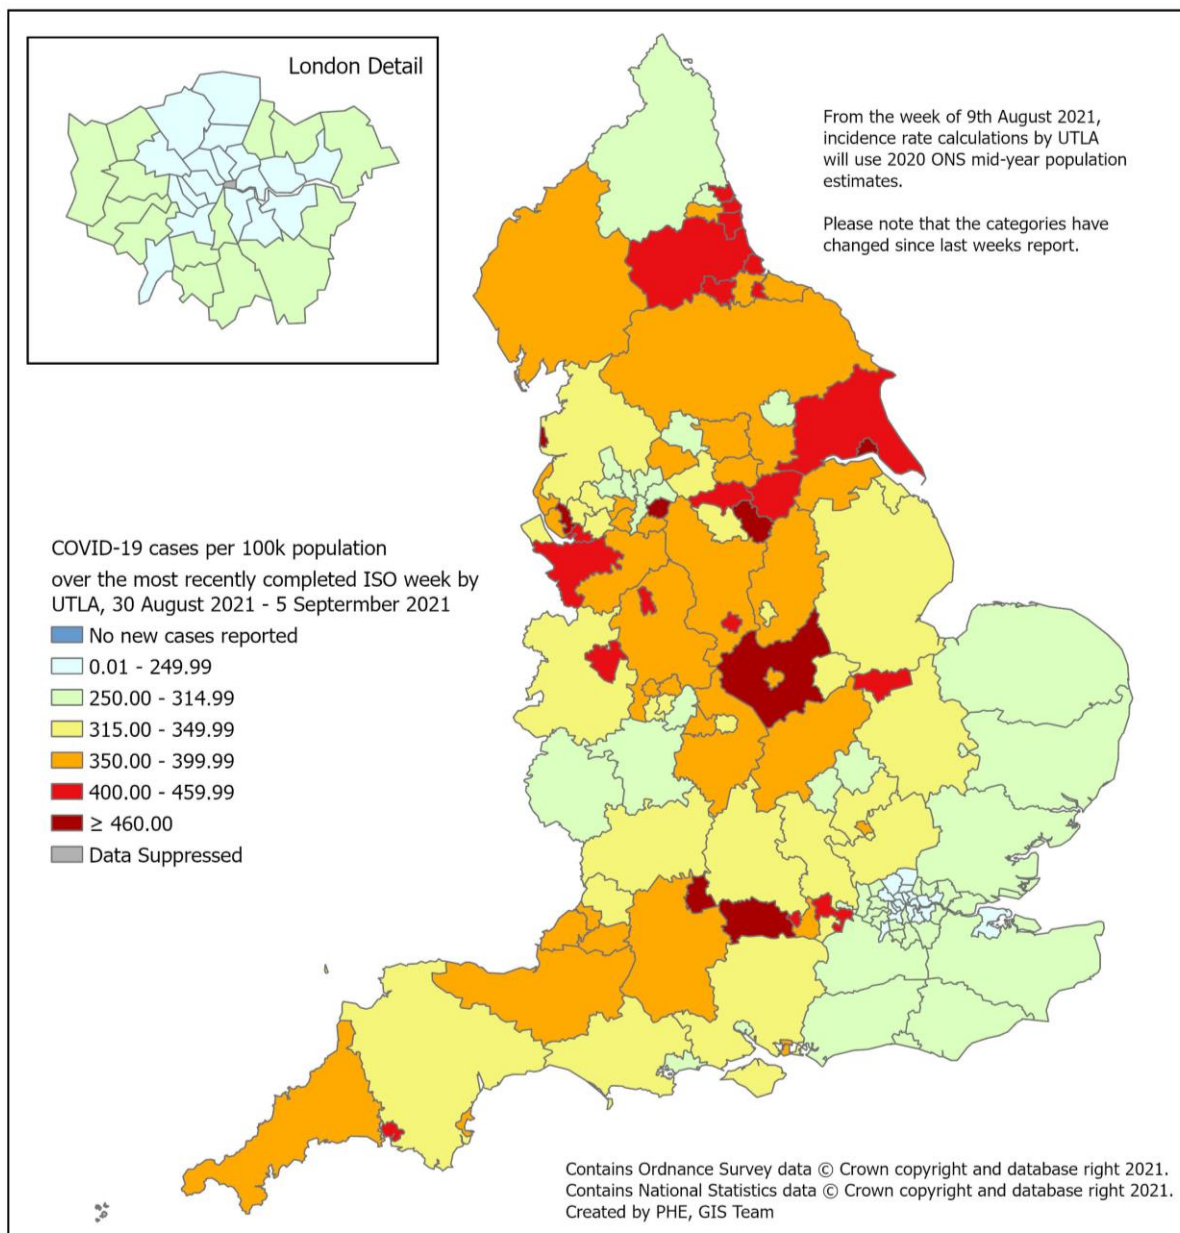 London Detail
From the week of 9th August 2021,
incidence rate calculations by UTLA
will use 2020 ONS mid-year population
estimates.
Please note that the categories have
changed since last weeks report.
COVID-19 cases per 100k population
over the most recently completed ISO week by
UTLA, 30 August 2021 - 5 Septermber 2021
No new cases reported
0.01 - 249.99
250.00 - 314.99
315.00 - 349.99
350.00 - 399.99
400.00 - 459.99
≥ 460.00
Data Suppressed
Contains Ordnance Survey data © Crown copyright and database right 2021.
Contains National Statistics data © Crown copyright and database right 2021.
Created by PHE, GIS Team